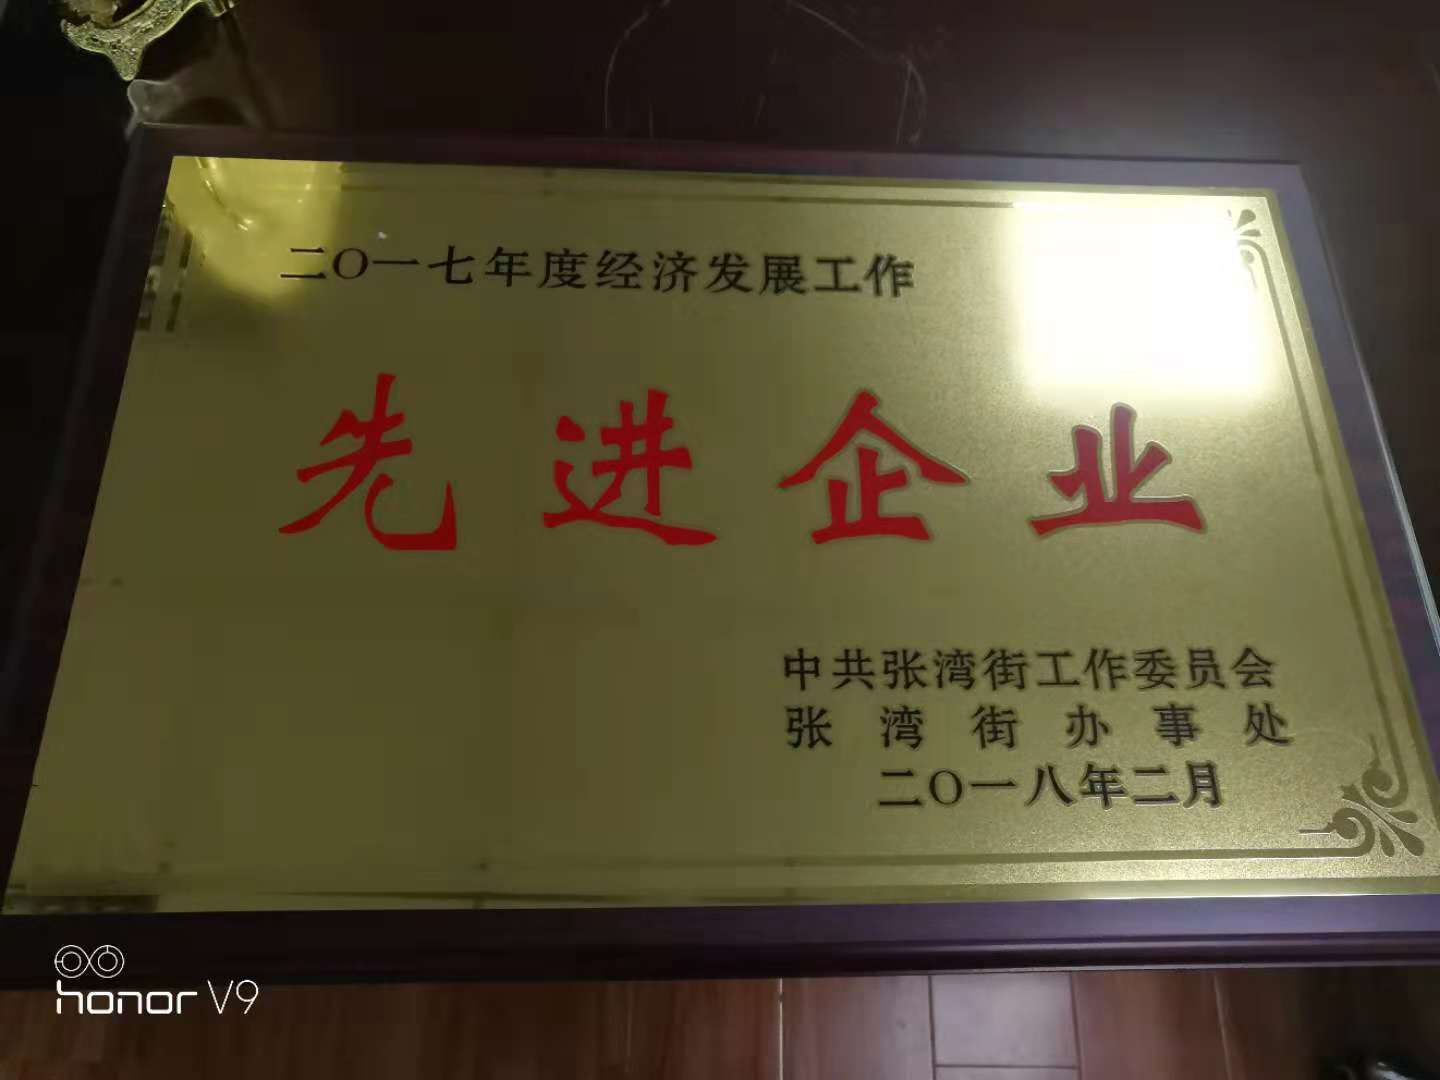 二〇一七年度经济发展工作
先进企业
中共张湾街工作委员会
张湾街办事处
二〇一八年二月
honor V9